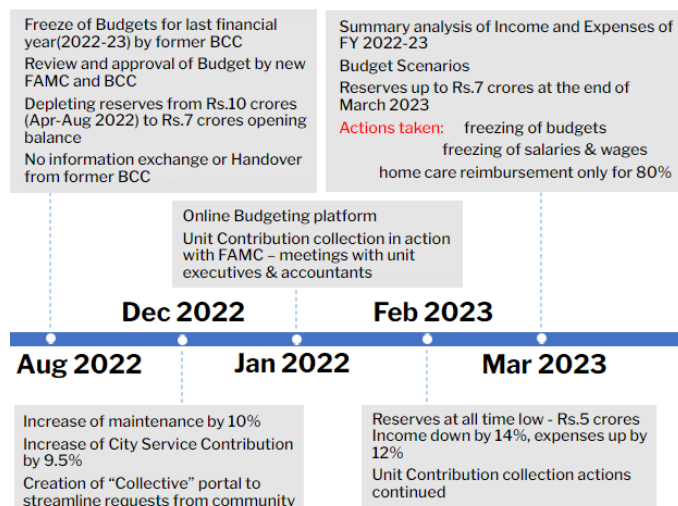 Freeze of Budgets for last financial
year(2022-23) by former BCC
Review and approval of Budget by new
FAMC and BCC
Depleting reserves from Rs.10 crores
(Apr-Aug 2022) to Rs.7 crores opening
balance
No information exchange or Handover
from former BCC
Summary analysis of Income and Expenses of
FY 2022-23
Budget Scenarios
Reserves up to Rs.7 crores at the end of
March 2023
Actions taken: freezing of budgets
freezing of salaries & wages
home care reimbursement only for 80%
Online Budgeting platform
Unit Contribution collection in action
with FAMC – meetings with unit
executives & accountants
Dec 2022
Feb 2023
Aug 2022
Jan 2022
Mar 2023
Increase of maintenance by 10%
Increase of City Service Contribution
by 9.5%
Creation of “Collective” portal to
streamline requests from community
Reserves at all time low - Rs.5 crores
Income down by 14%, expenses up by
12%
Unit Contribution collection actions
continued